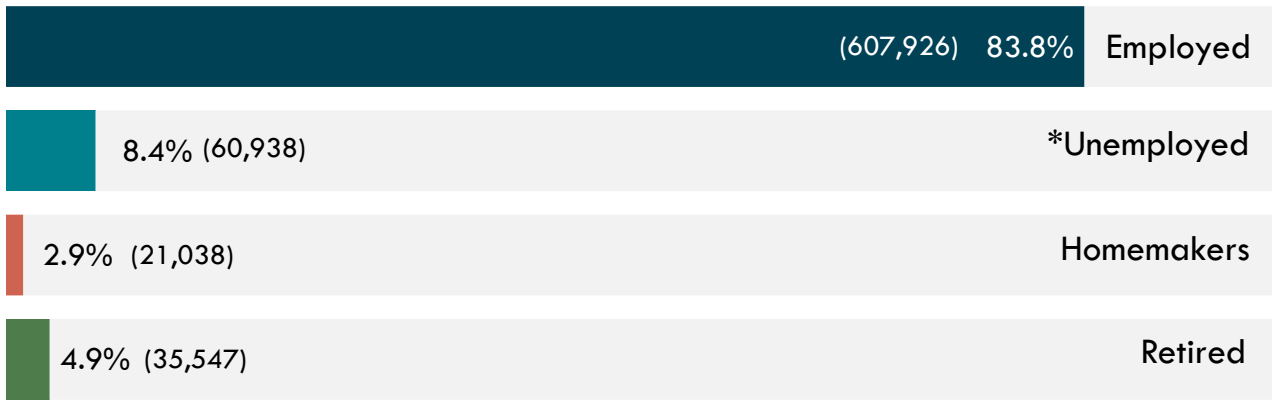 (607,926) 83.8% Employed
8.4% (60,938) *Unemployed
2.9% (21,038) Homemakers
4.9% (35,547) Retired